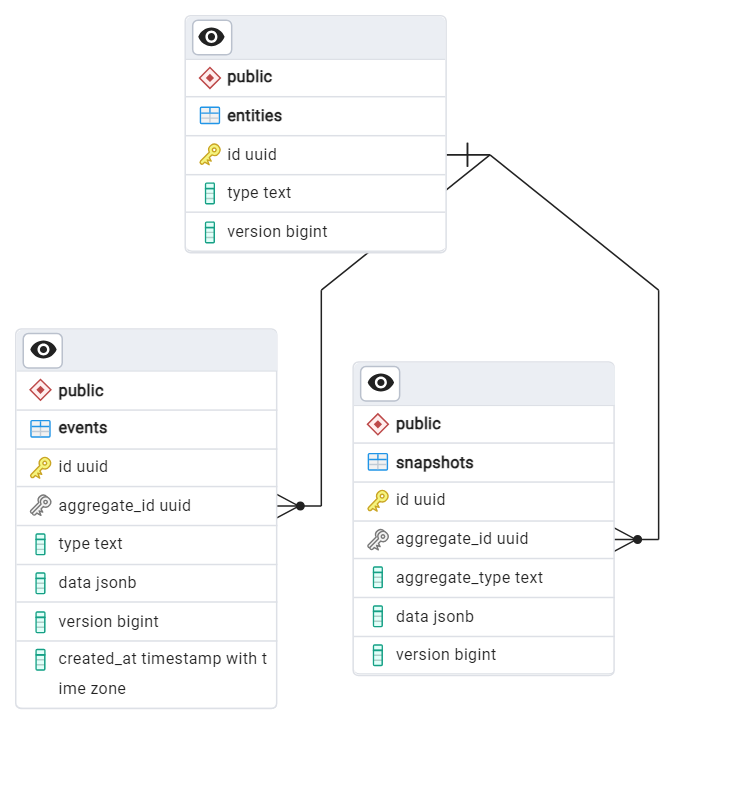 public
entities
id uuid
type text
version bigint
public
events
id uuid
aggregate_id uuid
type text
data jsonb
version bigint
created_at timestamp with t
ime zone
public
snapshots
id uuid
aggregate_id uuid
aggregate_type text
data jsonb
version bigint